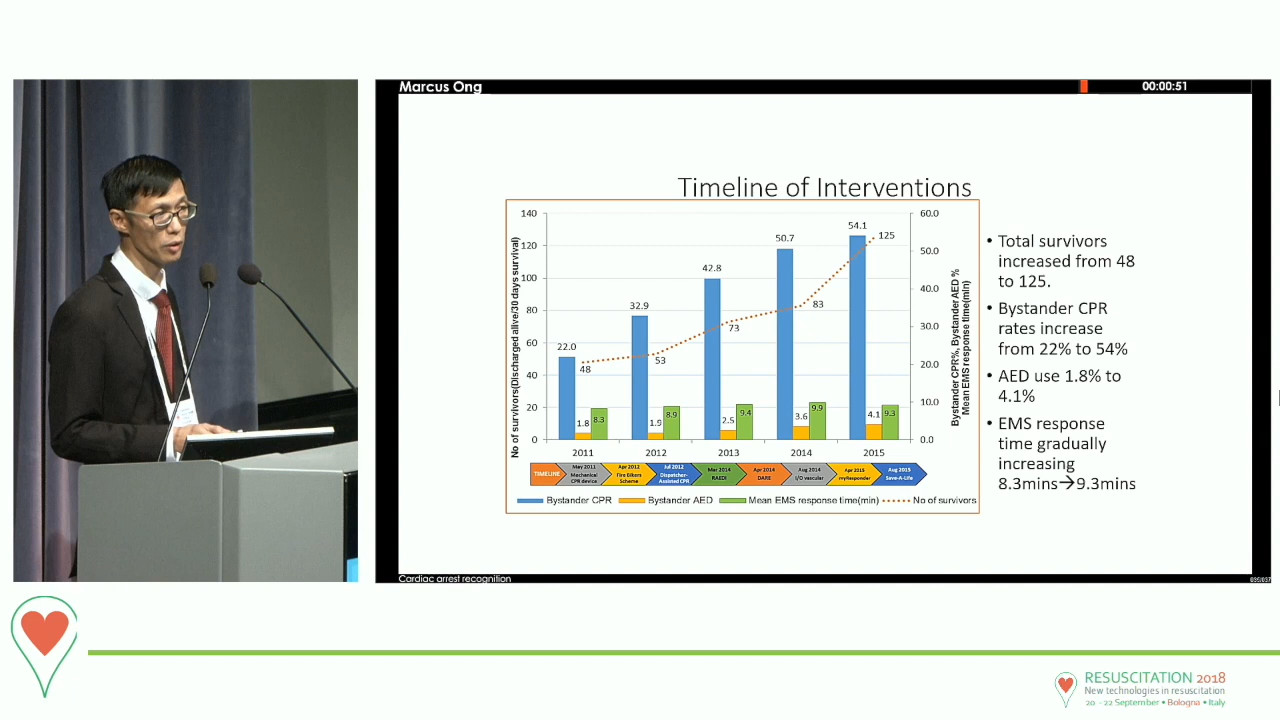 Marcus Ong
00:00:51
Timeline of Interventions
No of survivors(Discharged alive/30 days survival)
140
120
100
80
60
40
20
0
60.0
50.0
40.0
30.0
20.0
10.0
0.0
Bystander CPR%, Bystander AED %
Mean EMS response time(min)
22.0
32.9
42.8
50.7
54.1
48
53
73
83
125
1.8
8.3
1.9
8.9
2.5
9.4
3.6
9.9
4.1
9.3
2011
2012
2013
2014
2015
TIMELINE
May 2011
Mechanical
CPR device
Apr 2012
Fire Bikers
Scheme
Jul 2012
Dispatcher-
Assisted CPR
Mar 2014
RAEDI
Apr 2014
DARE
Aug 2014
I/O vascular
Apr 2015
myResponder
Aug 2015
Save-A-Life
Bystander CPR
Bystander AED
Mean EMS response time(min)
No of survivors
• Total survivors
increased from 48
to 125.
• Bystander CPR
rates increase
from 22% to 54%
• AED use 1.8% to
4.1%
• EMS response
time gradually
increasing
8.3mins→9.3mins
Cardiac arrest recognition
RESUSCITATION 2018
New technologies in resuscitation
20 - 22 September • Bologna • Italy